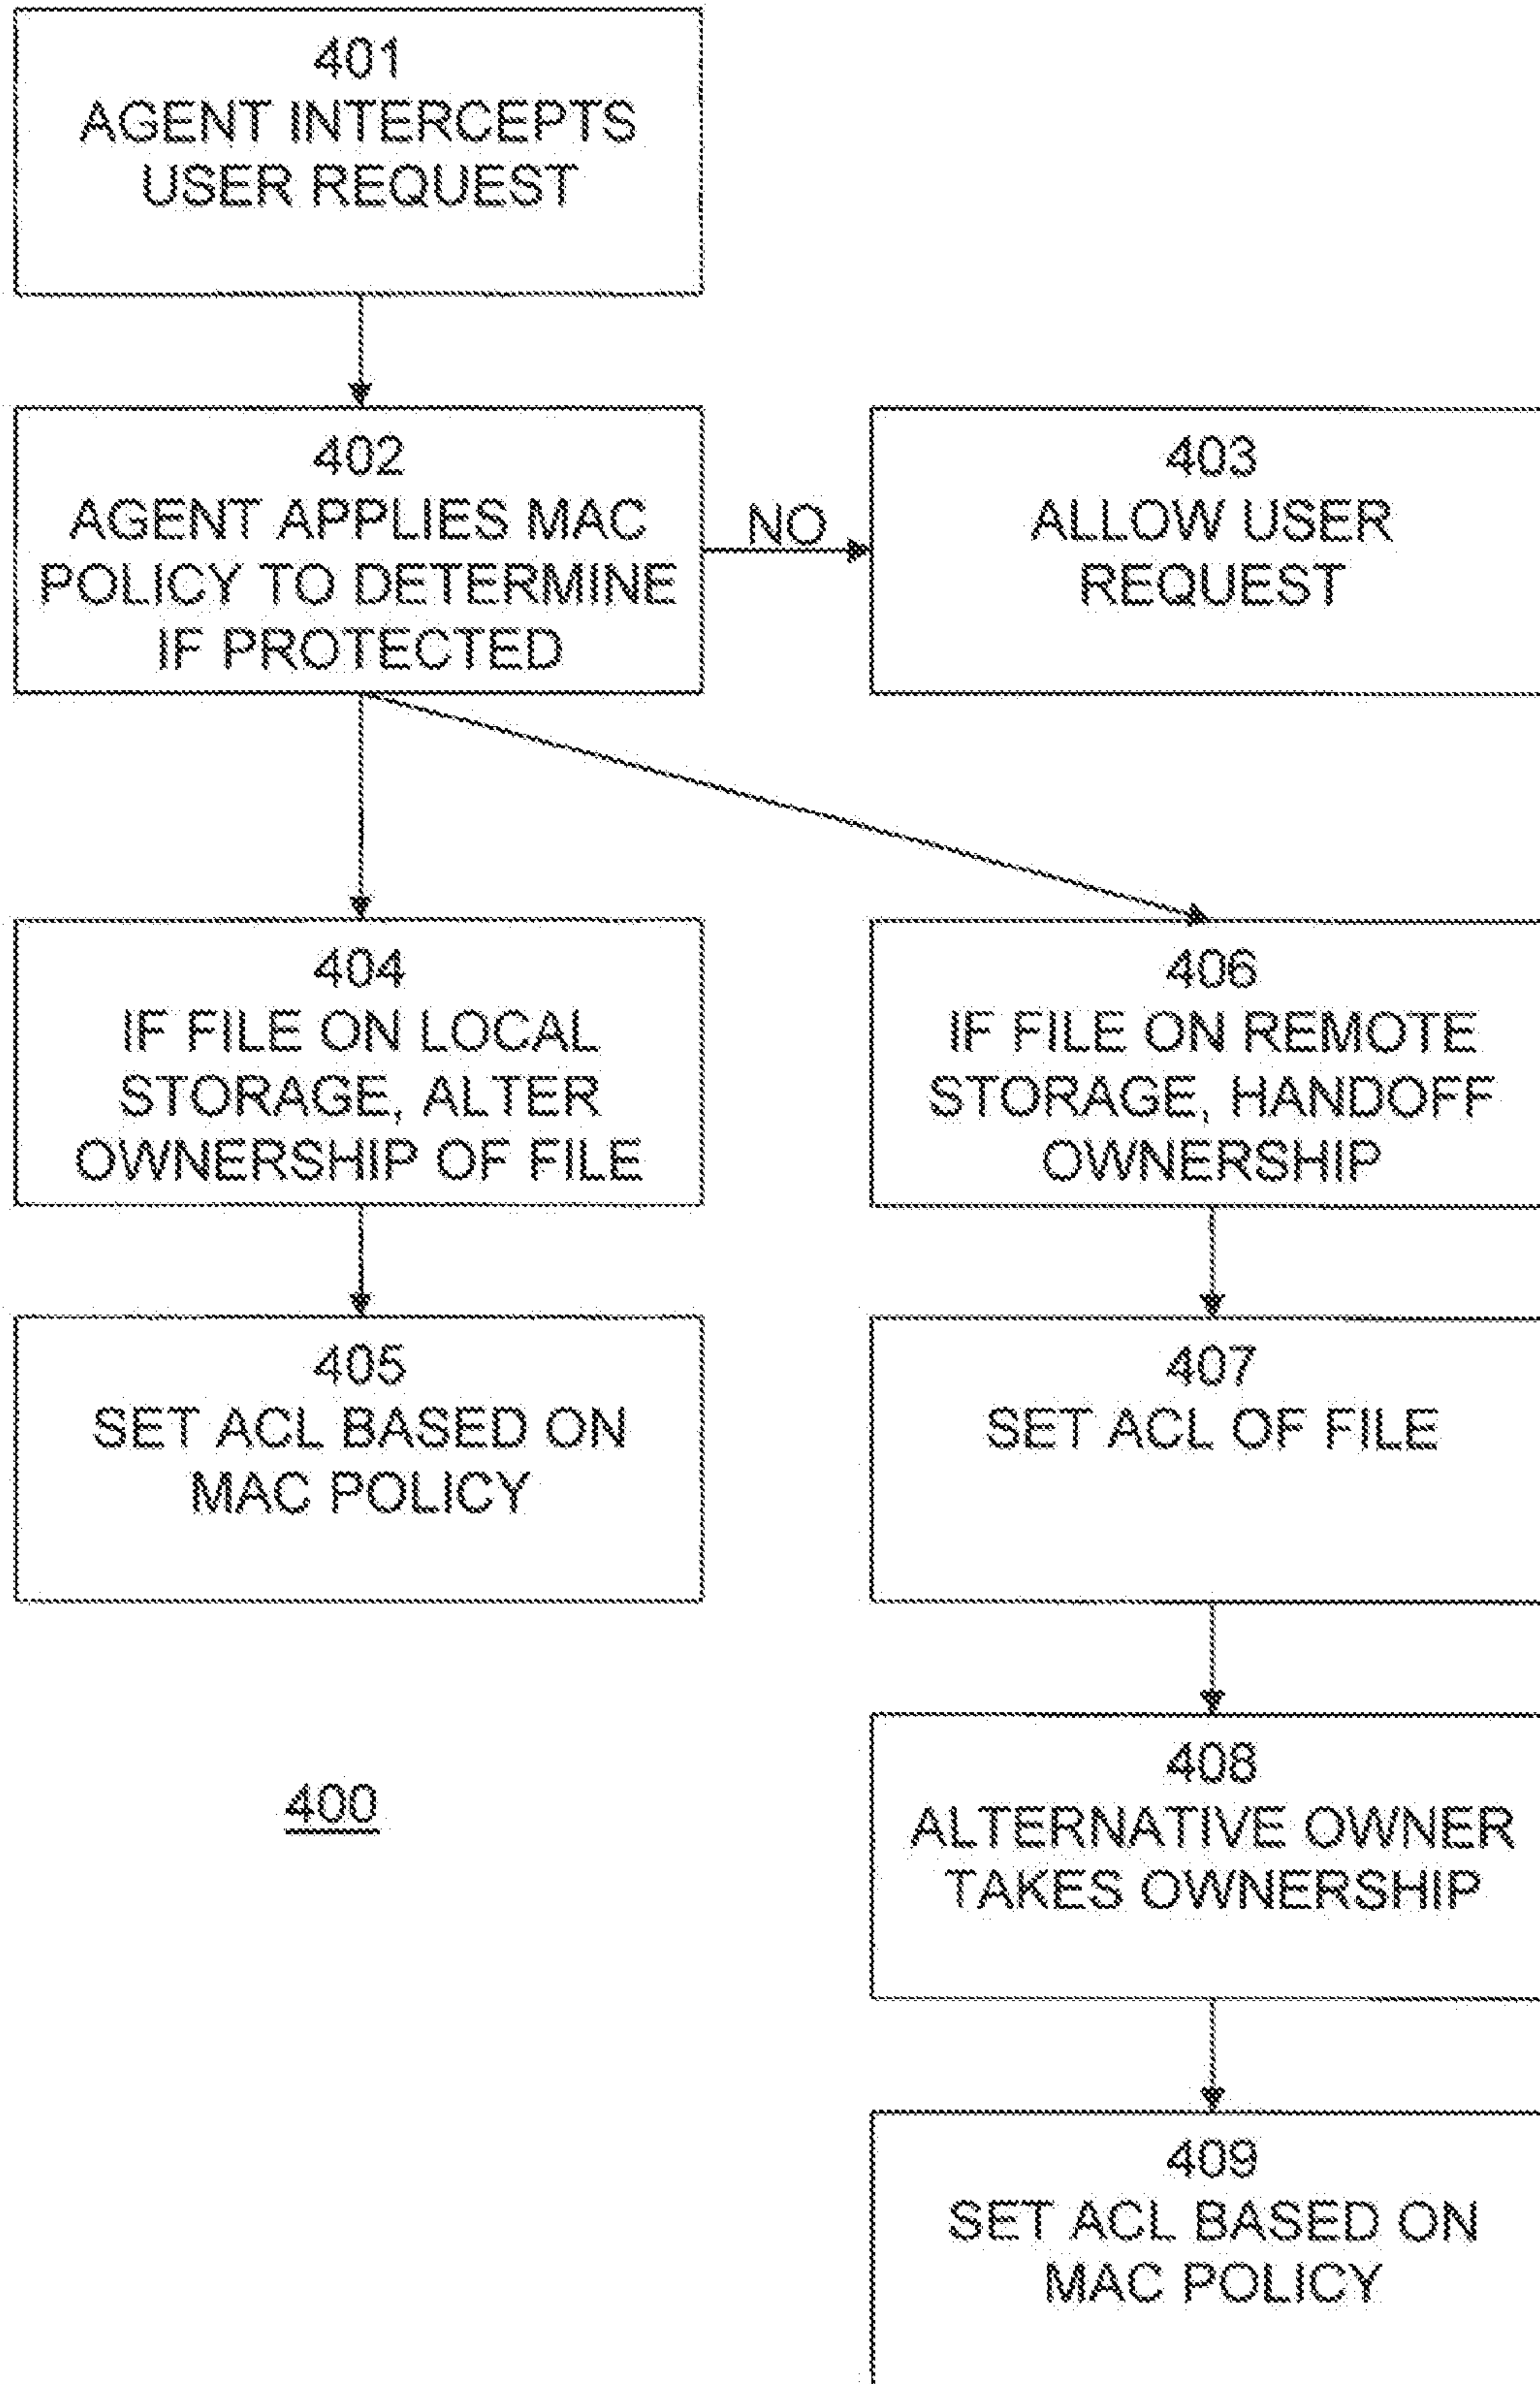 401
AGENT INTERCEPTS
USER REQUEST
402
AGENT APPLIES MAC
POLICY TO DETERMINE
IF PROTECTED
NO
403
ALLOW USER
REQUEST
404
IF FILE ON LOCAL
STORAGE, ALTER
OWNERSHIP OF FILE
406
IF FILE ON REMOTE
STORAGE, HANDOFF
OWNERSHIP
405
SET ACL BASED ON
MAC POLICY
407
SET ACL OF FILE
400
408
ALTERNATIVE OWNER
TAKES OWNERSHIP
409
SET ACL BASED ON
MAC POLICY